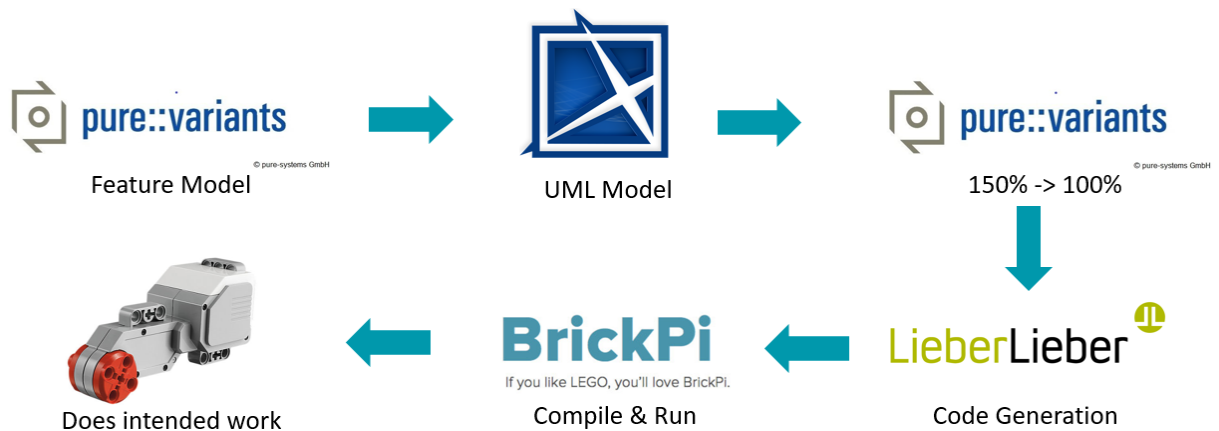 pure::variants
© pure-systems GmbH
Feature Model
UML Model
pure::variants
© pure-systems GmbH
150% -> 100%
LieberLieber
Code Generation
BrickPi
If you like LEGO, you'll love BrickPi.
Compile & Run
Does intended work